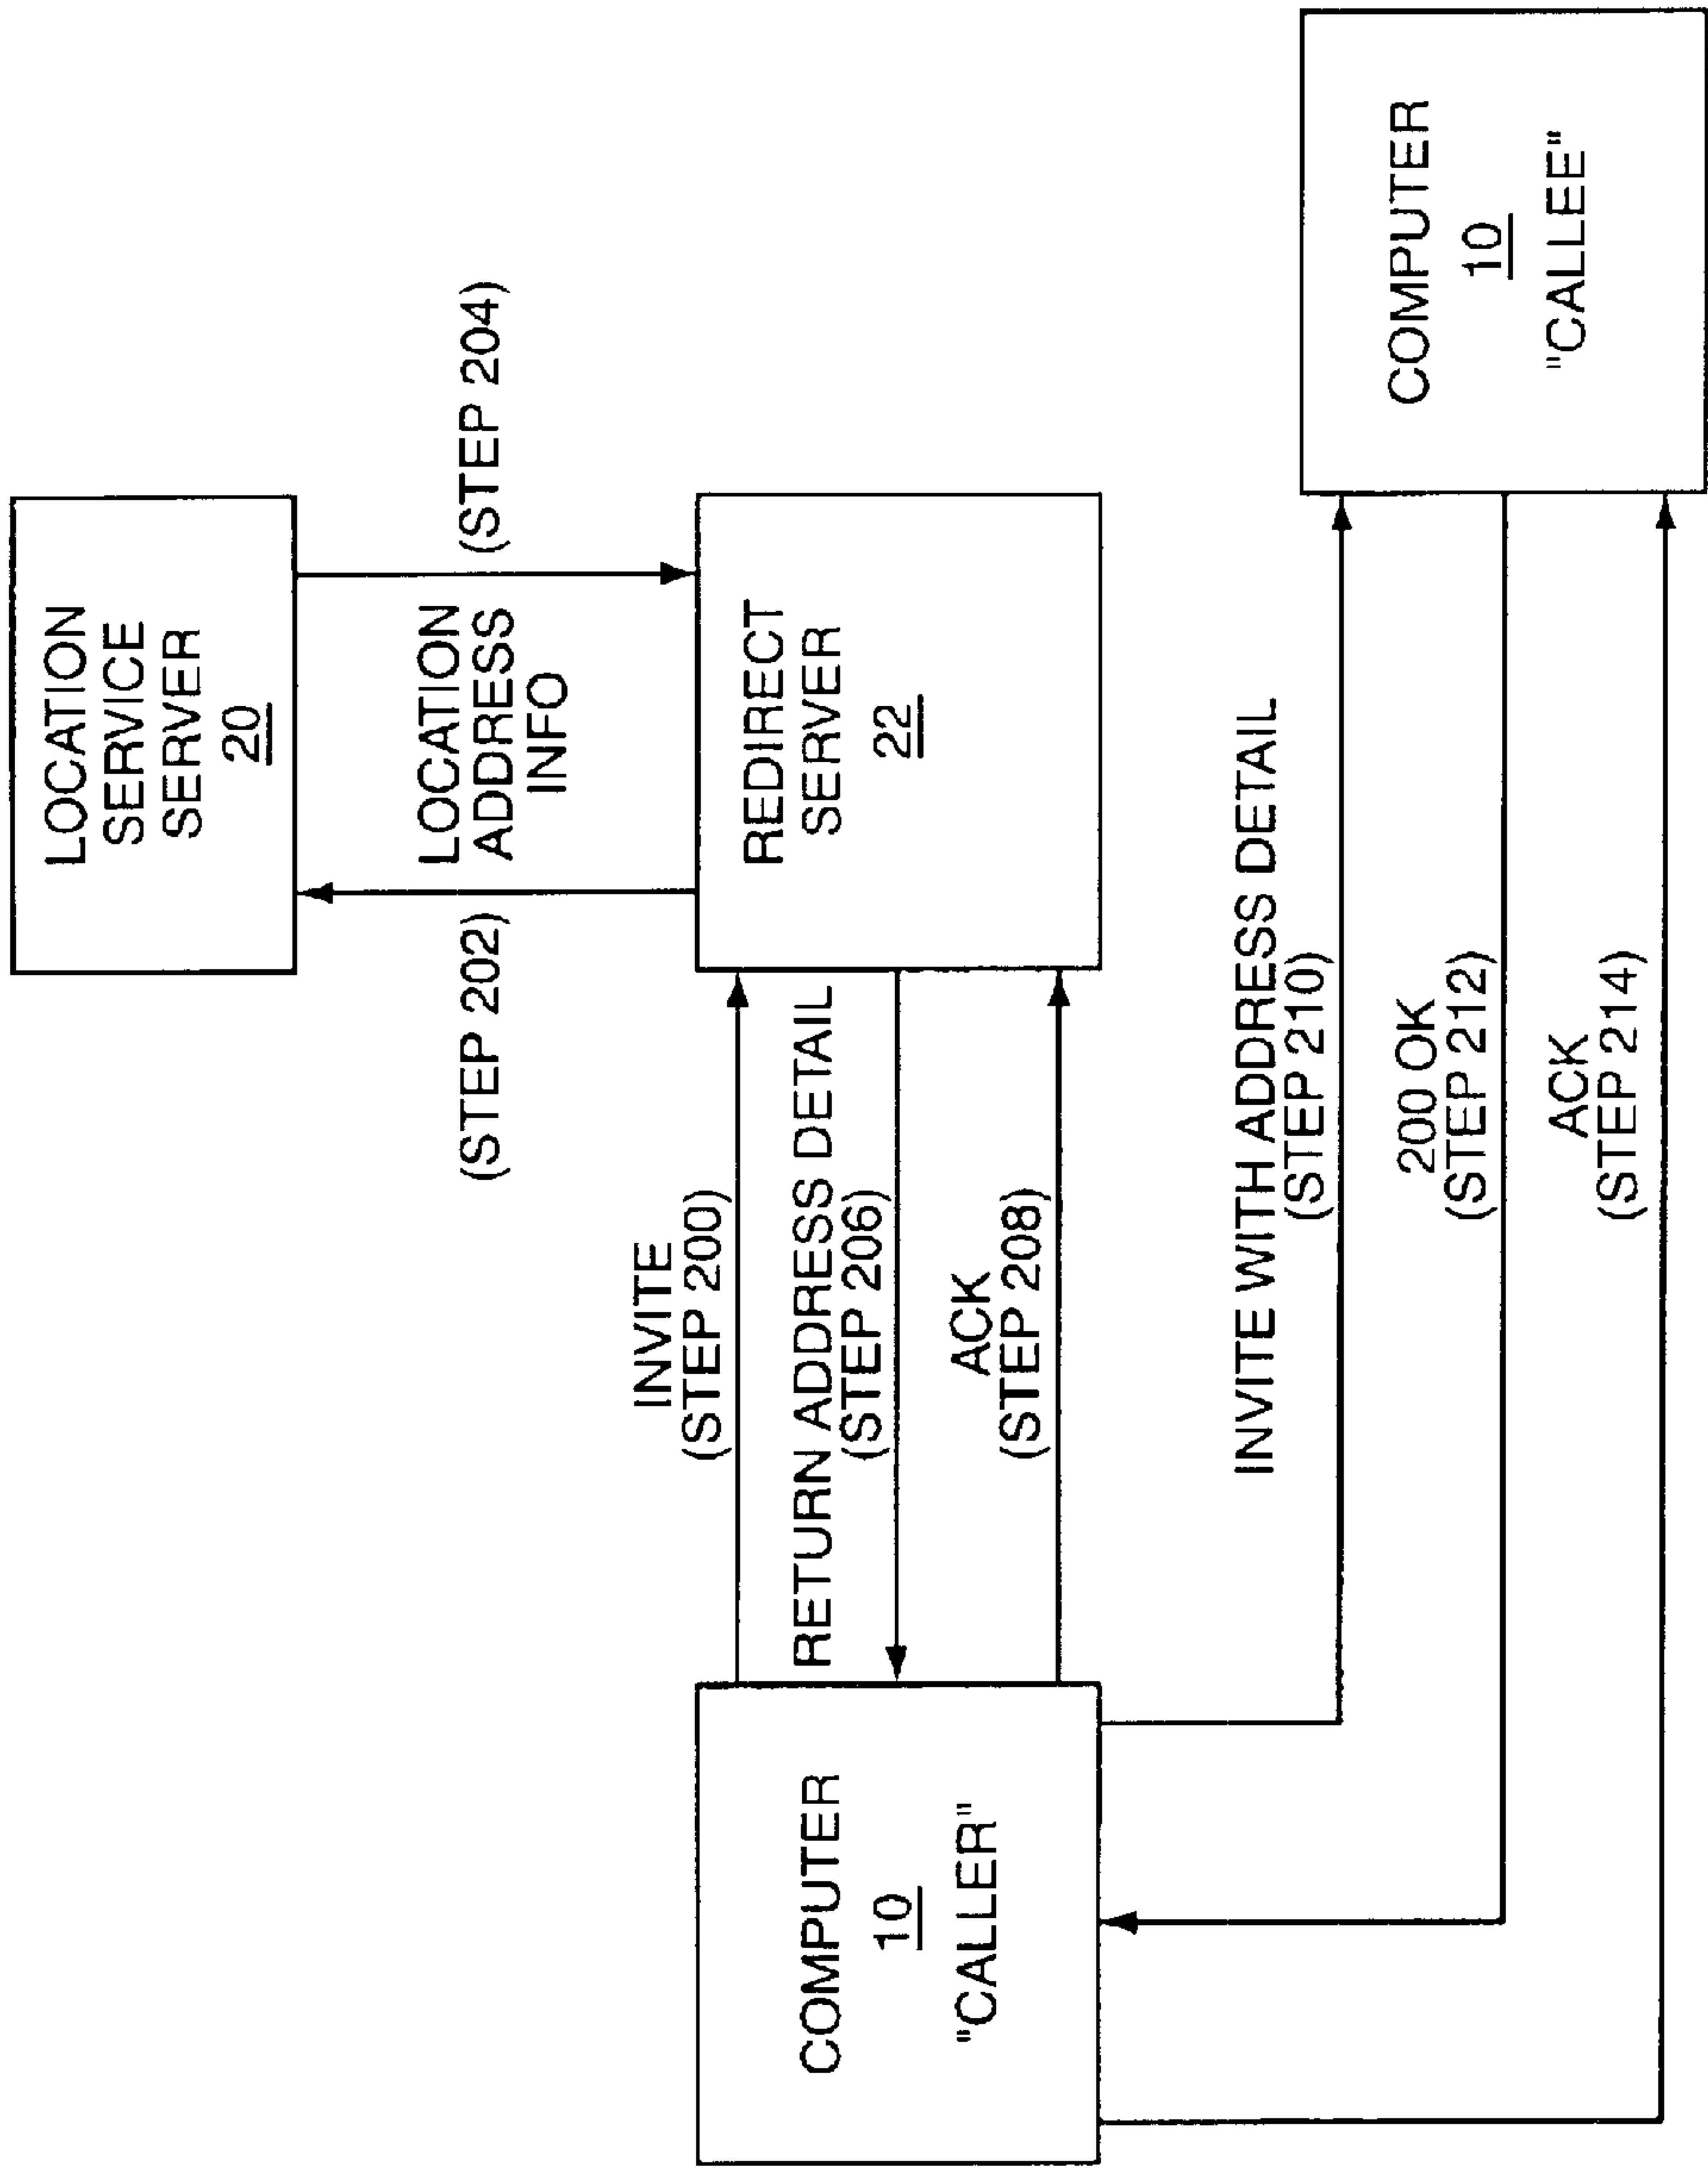 LOCATION
SERVICE
SERVER
20
(STEP 202)
LOCATION
ADDRESS
INFO
(STEP 204)
INVITE
(STEP 200)
RETURN ADDRESS DETAIL
(STEP 206)
ACK
(STEP 208)
REDIRECT
SERVER
22
COMPUTER
10
"CALLER"
INVITE WITH ADDRESS DETAIL
(STEP 210)
200 OK
(STEP 212)
ACK
(STEP 214)
COMPUTER
10
"CALLEE"